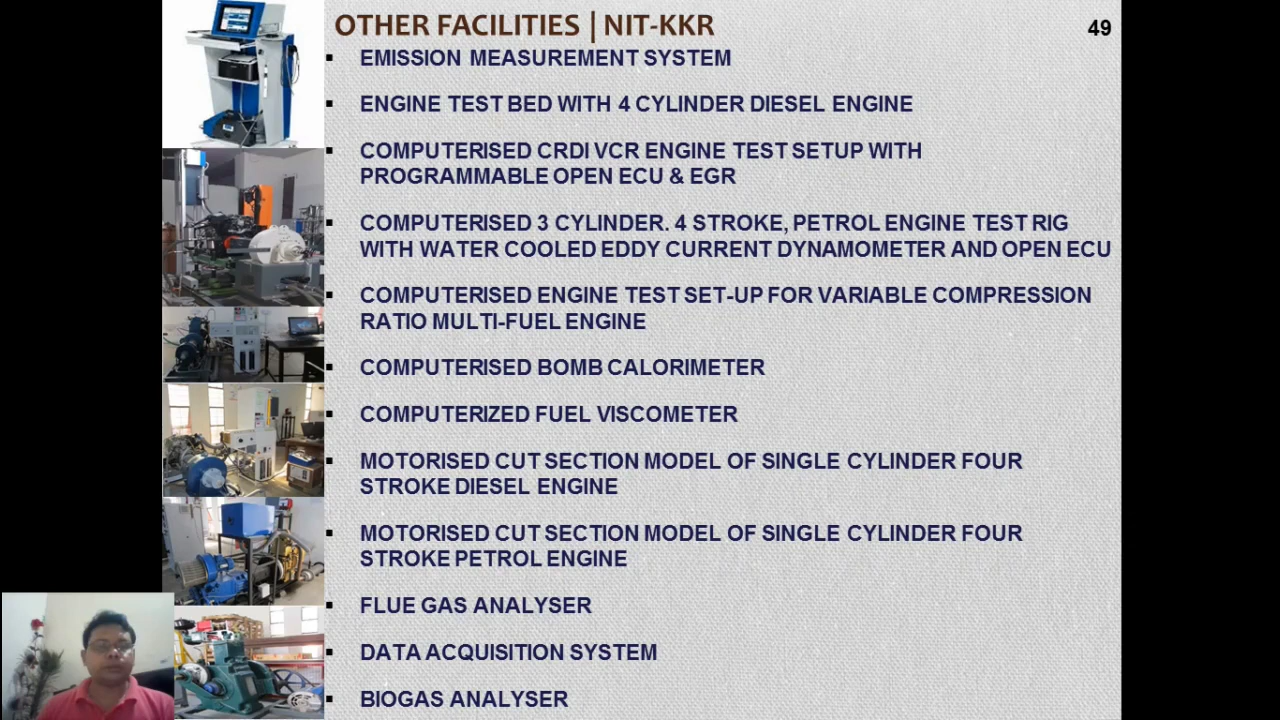 OTHER FACILITIES | NIT-KKR
49
▪ EMISSION MEASUREMENT SYSTEM
▪ ENGINE TEST BED WITH 4 CYLINDER DIESEL ENGINE
▪ COMPUTERISED CRDI VCR ENGINE TEST SETUP WITH
PROGRAMMABLE OPEN ECU & EGR
▪ COMPUTERISED 3 CYLINDER. 4 STROKE, PETROL ENGINE TEST RIG
WITH WATER COOLED EDDY CURRENT DYNAMOMETER AND OPEN ECU
▪ COMPUTERISED ENGINE TEST SET-UP FOR VARIABLE COMPRESSION
RATIO MULTI-FUEL ENGINE
▪ COMPUTERISED BOMB CALORIMETER
▪ COMPUTERIZED FUEL VISCOMETER
▪ MOTORISED CUT SECTION MODEL OF SINGLE CYLINDER FOUR
STROKE DIESEL ENGINE
▪ MOTORISED CUT SECTION MODEL OF SINGLE CYLINDER FOUR
STROKE PETROL ENGINE
▪ FLUE GAS ANALYSER
▪ DATA ACQUISITION SYSTEM
▪ BIOGAS ANALYSER